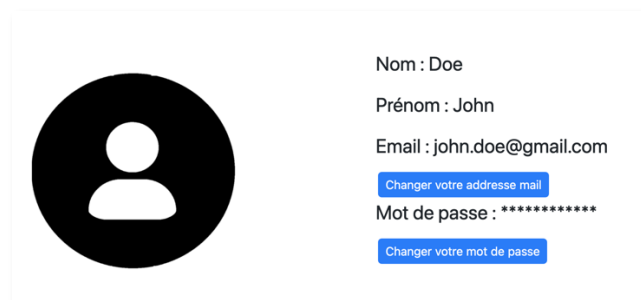 Nom : Doe
Prénom : John
Email : john.doe@gmail.com
Changer votre addresse mail
Mot de passe : ************
Changer votre mot de passe